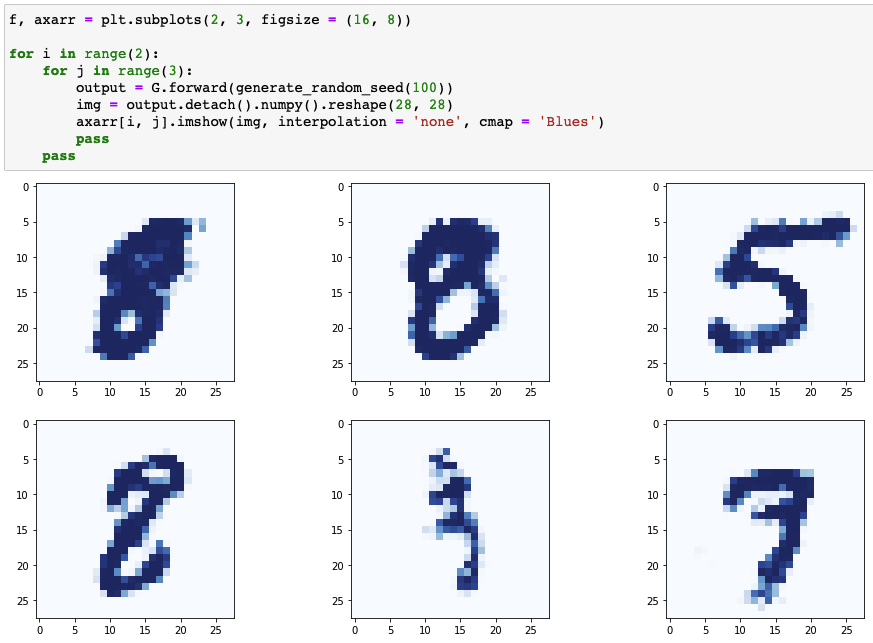 f, axarr = plt.subplots(2, 3, figsize = (16, 8))
for i in range(2):
    for j in range(3):
        output = G.forward(generate_random_seed(100))
        img = output.detach().numpy().reshape(28, 28)
        axarr[i, j].imshow(img, interpolation = 'none', cmap = 'Blues')
        pass
    pass
0 0 0
5 5 5
10 10 10
15 15 15
20 20 20
25 25 25
0 5 10 15 20 25 0 5 10 15 20 25 0 5 10 15 20 25
0 0 0
5 5 5
10 10 10
15 15 15
20 20 20
25 25 25
0 5 10 15 20 25 0 5 10 15 20 25 0 5 10 15 20 25